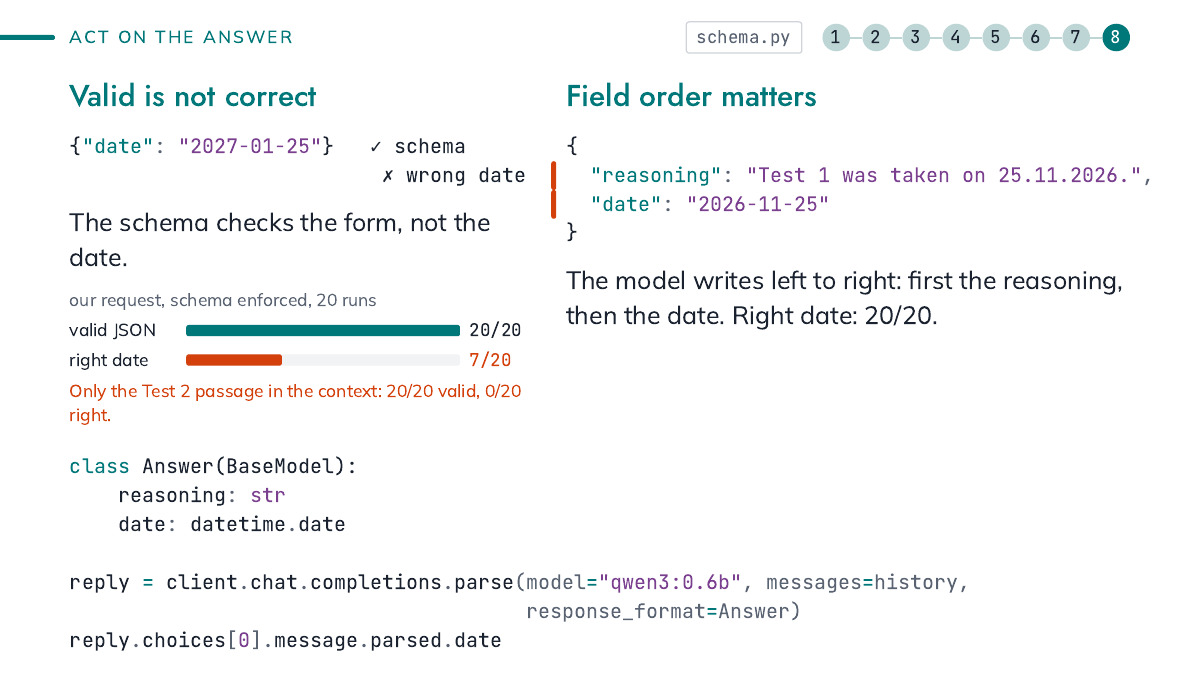 ACT ON THE ANSWER
schema.py
1 2 3 4 5 6 7 8
Valid is not correct
{"date": "2027-01-25"} ✓ schema
✗ wrong date
The schema checks the form, not the
date.
our request, schema enforced, 20 runs
valid JSON 20/20
right date 7/20
Only the Test 2 passage in the context: 20/20 valid, 0/20
right.
Field order matters
{
"reasoning": "Test 1 was taken on 25.11.2026.",
"date": "2026-11-25"
}
The model writes left to right: first the reasoning,
then the date. Right date: 20/20.
class Answer(BaseModel):
    reasoning: str
    date: datetime.date
reply = client.chat.completions.parse(model="qwen3:0.6b", messages=history,
response_format=Answer)
reply.choices[0].message.parsed.date